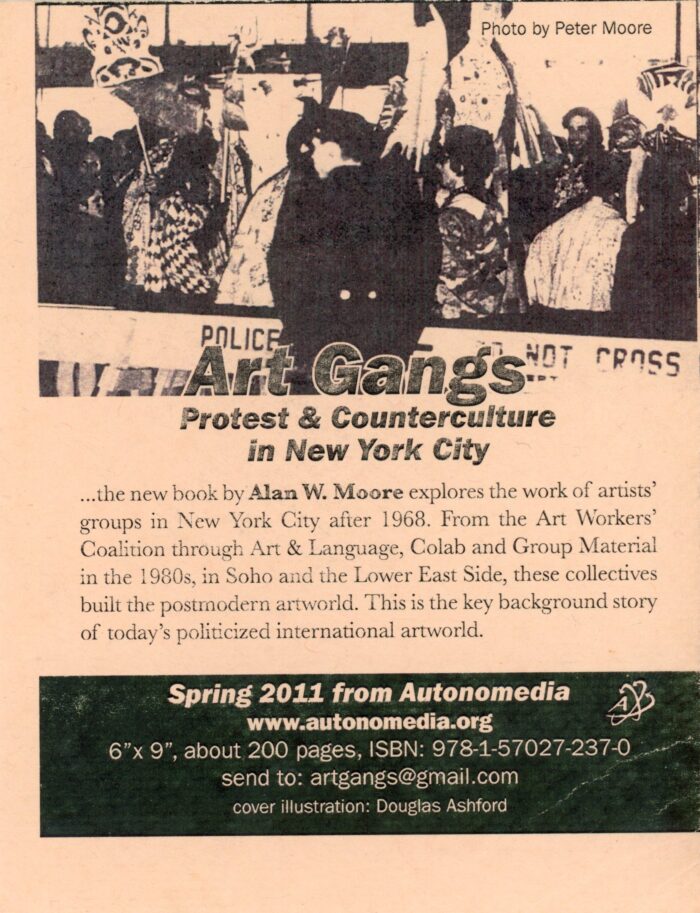 Photo by Peter Moore
POLICE
DO NOT CROSS
Art Gangs
Protest & Counterculture
in New York City
...the new book by Alan W. Moore explores the work of artists’
groups in New York City after 1968. From the Art Workers’
Coalition through Art & Language, Colab and Group Material
in the 1980s, in Soho and the Lower East Side, these collectives
built the postmodern artworld. This is the key background story
of today’s politicized international artworld.
Spring 2011 from Autonomedia
www.autonomedia.org
6”x 9”, about 200 pages, ISBN: 978-1-57027-237-0
send to: artgangs@gmail.com
cover illustration: Douglas Ashford